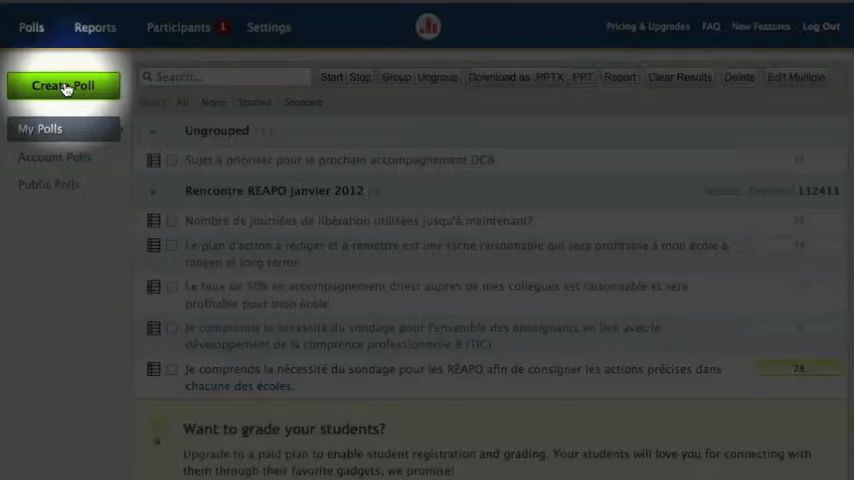 Polls Reports Participants 1 Settings Pricing & Upgrades FAQ New Features Log Out
Create Poll
Search... Start Stop Group Ungroup Download as .PPTX .PPT Report Clear Results Delete Edit Multiple
All None Started Stopped
My Polls
Ungrouped
Account Polls
Sujet à prioriser pour le prochain accompagnement
Public Polls
Rencontre REAPO janvier 2012 132413
Nombre de journées de libération utilisées jusqu'à maintenant?
Le plan d'action à rédiger et à remettre est une tâche raisonnable qui sera profitable à mon école à
moyen et long terme.
Le taux de 50% en accompagnement direct auprès de mes collègues est raisonnable et sera
profitable pour mon école.
Je comprends la nécessité du sondage pour l'ensemble des enseignants en lien avec le
développement de la comptence professionnelle 8 (TIC).
Je comprends la nécessité du sondage pour les RÉAPO afin de consigner les actions précises dans 28
chacune des écoles.
Want to grade your students?
Upgrade to a paid plan to enable student registration and grading. Your students will love you for connecting with
them through their favorite gadgets, we promise!